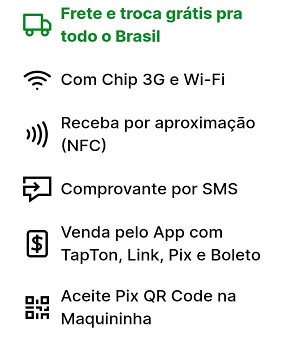 Frete e troca grátis pra
todo o Brasil
Com Chip 3G e Wi-Fi
Receba por aproximação
(NFC)
Comprovante por SMS
Venda pelo App com
TapTon, Link, Pix e Boleto
Aceite Pix QR Code na
Maquininha